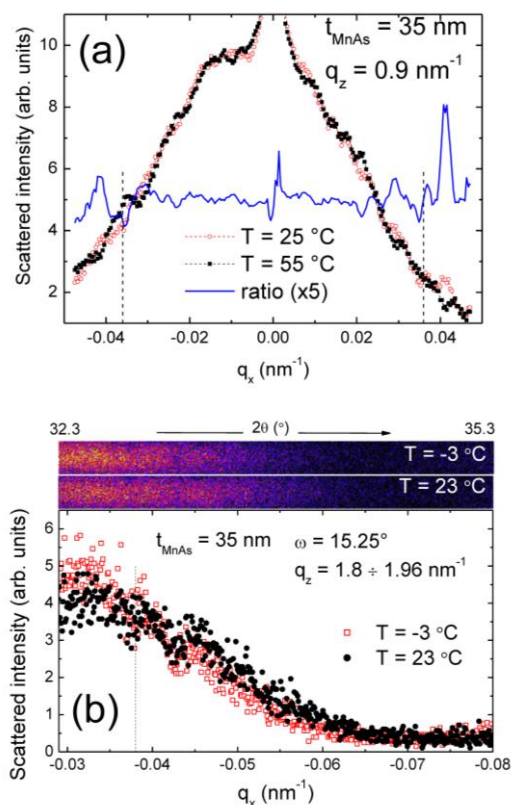 (a)
t_MnAs = 35 nm
q_z = 0.9 nm⁻¹
Scattered intensity (arb. units)
10
8
6
4
2
T = 25 °C
T = 55 °C
ratio (x5)
-0.04 -0.02 0.00 0.02 0.04
q_x (nm⁻¹)
32.3 2θ (°) 35.3
T = -3 °C
T = 23 °C
Scattered intensity (arb. units)
6
5
4
3
2
1
0
t_MnAs = 35 nm ω = 15.25°
q_z = 1.8 ÷ 1.96 nm⁻¹
T = -3 °C
T = 23 °C
(b)
-0.03 -0.04 -0.05 -0.06 -0.07 -0.08
q_x (nm⁻¹)